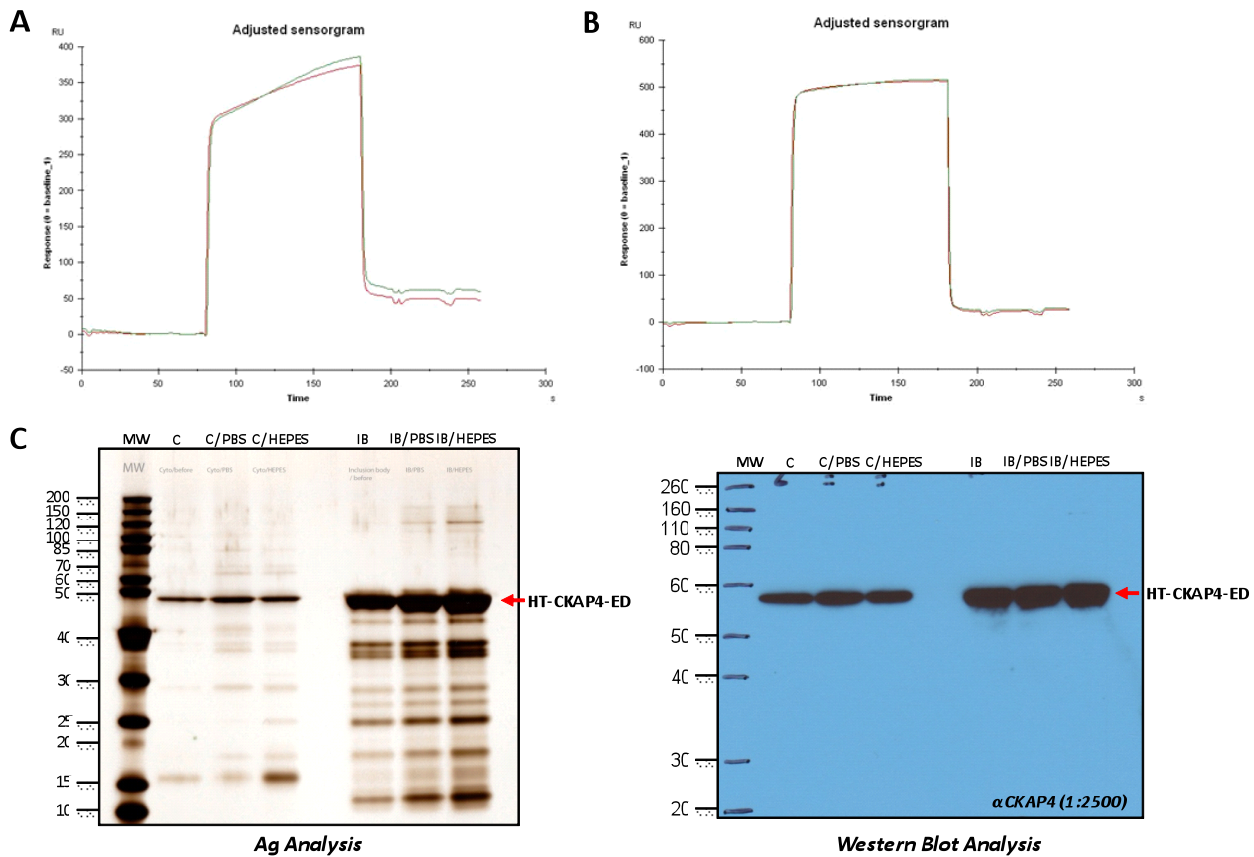 A
RU
Adjusted sensorgram
400
350
300
250
200
150
100
50
0
-50
Response (0 = baseline_1)
0
50
100
150
200
250
300
Time
s
B
RU
Adjusted sensorgram
600
500
400
300
200
100
0
-100
Response (0 = baseline_1)
0
50
100
150
200
250
300
Time
s
C
MW C C/PBS C/HEPES IB IB/PBS IB/HEPES
MW Cyto/before Cyto/PBS Cyto/HEPES Inclusion body / before IB/PBS IB/HEPES
200
150
120
100
85
70
60
50
40
30
25
20
15
10
HT-CKAP4-ED
Ag Analysis
MW C C/PBS C/HEPES IB IB/PBS IB/HEPES
260
160
110
80
60
50
40
30
20
HT-CKAP4-ED
αCKAP4 (1:2500)
Western Blot Analysis